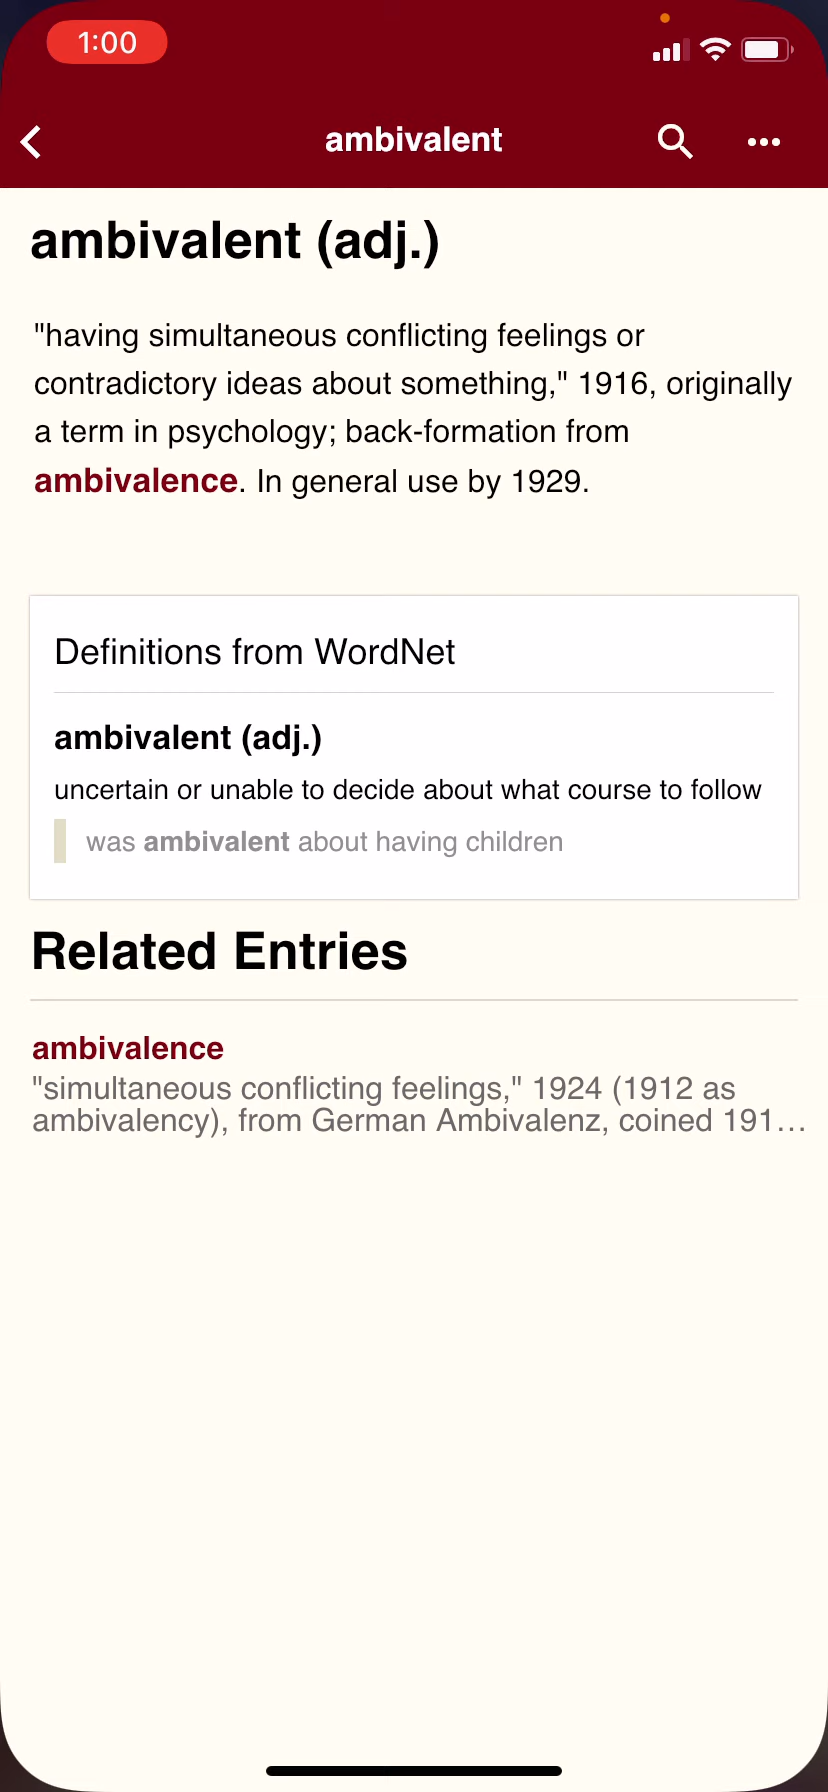 1:00
ambivalent
ambivalent (adj.)
"having simultaneous conflicting feelings or
contradictory ideas about something," 1916, originally
a term in psychology; back-formation from
ambivalence. In general use by 1929.
Definitions from WordNet
ambivalent (adj.)
uncertain or unable to decide about what course to follow
was ambivalent about having children
Related Entries
ambivalence
"simultaneous conflicting feelings," 1924 (1912 as
ambivalency), from German Ambivalenz, coined 191…